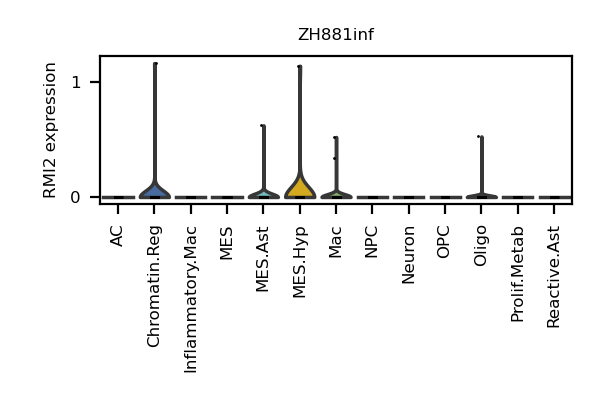 ZH881inf
RMI2 expression
1
0
AC
Chromatin.Reg
Inflammatory.Mac
MES
MES.Ast
MES.Hyp
Mac
NPC
Neuron
OPC
Oligo
Prolif.Metab
Reactive.Ast